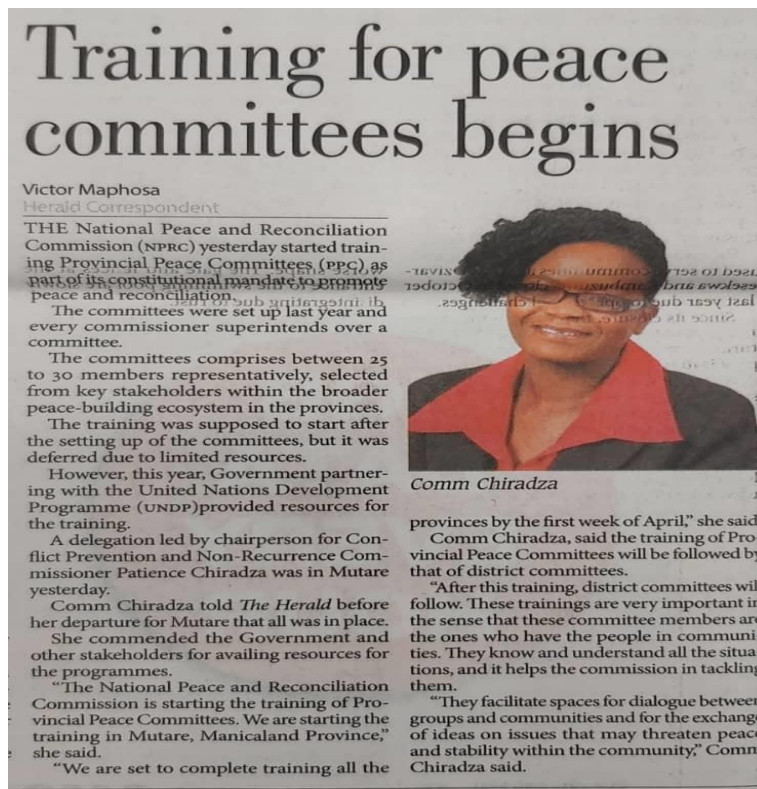 Training for peace
committees begins
Victor Maphosa
Herald Correspondent
THE National Peace and Reconciliation
Commission (NPRC) yesterday started train-
ing Provincial Peace Committees (PPC) as
part of its constitutional mandate to promote
peace and reconciliation.
The committees were set up last year and
every commissioner superintends over a
committee.
The committees comprises between 25
to 30 members representatively, selected
from key stakeholders within the broader
peace-building ecosystem in the provinces.
The training was supposed to start after
the setting up of the committees, but it was
deferred due to limited resources.
However, this year, Government partner-
ing with the United Nations Development
Programme (UNDP)provided resources for
the training.
A delegation led by chairperson for Con-
flict Prevention and Non-Recurrence Com-
missioner Patience Chiradza was in Mutare
yesterday.
Comm Chiradza told The Herald before
her departure for Mutare that all was in place.
She commended the Government and
other stakeholders for availing resources for
the programmes.
"The National Peace and Reconciliation
Commission is starting the training of Pro-
vincial Peace Committees. We are starting the
training in Mutare, Manicaland Province,"
she said.
"We are set to complete training all the
Comm Chiradza
provinces by the first week of April," she said
Comm Chiradza, said the training of Pro
vincial Peace Committees will be followed by
that of district committees.
"After this training, district committees wil
follow. These trainings are very important in
the sense that these committee members are
the ones who have the people in communi
ties. They know and understand all the situa
tions, and it helps the commission in tackling
them.
"They facilitate spaces for dialogue between
groups and communities and for the exchange
of ideas on issues that may threaten peace
and stability within the community," Comm
Chiradza said.